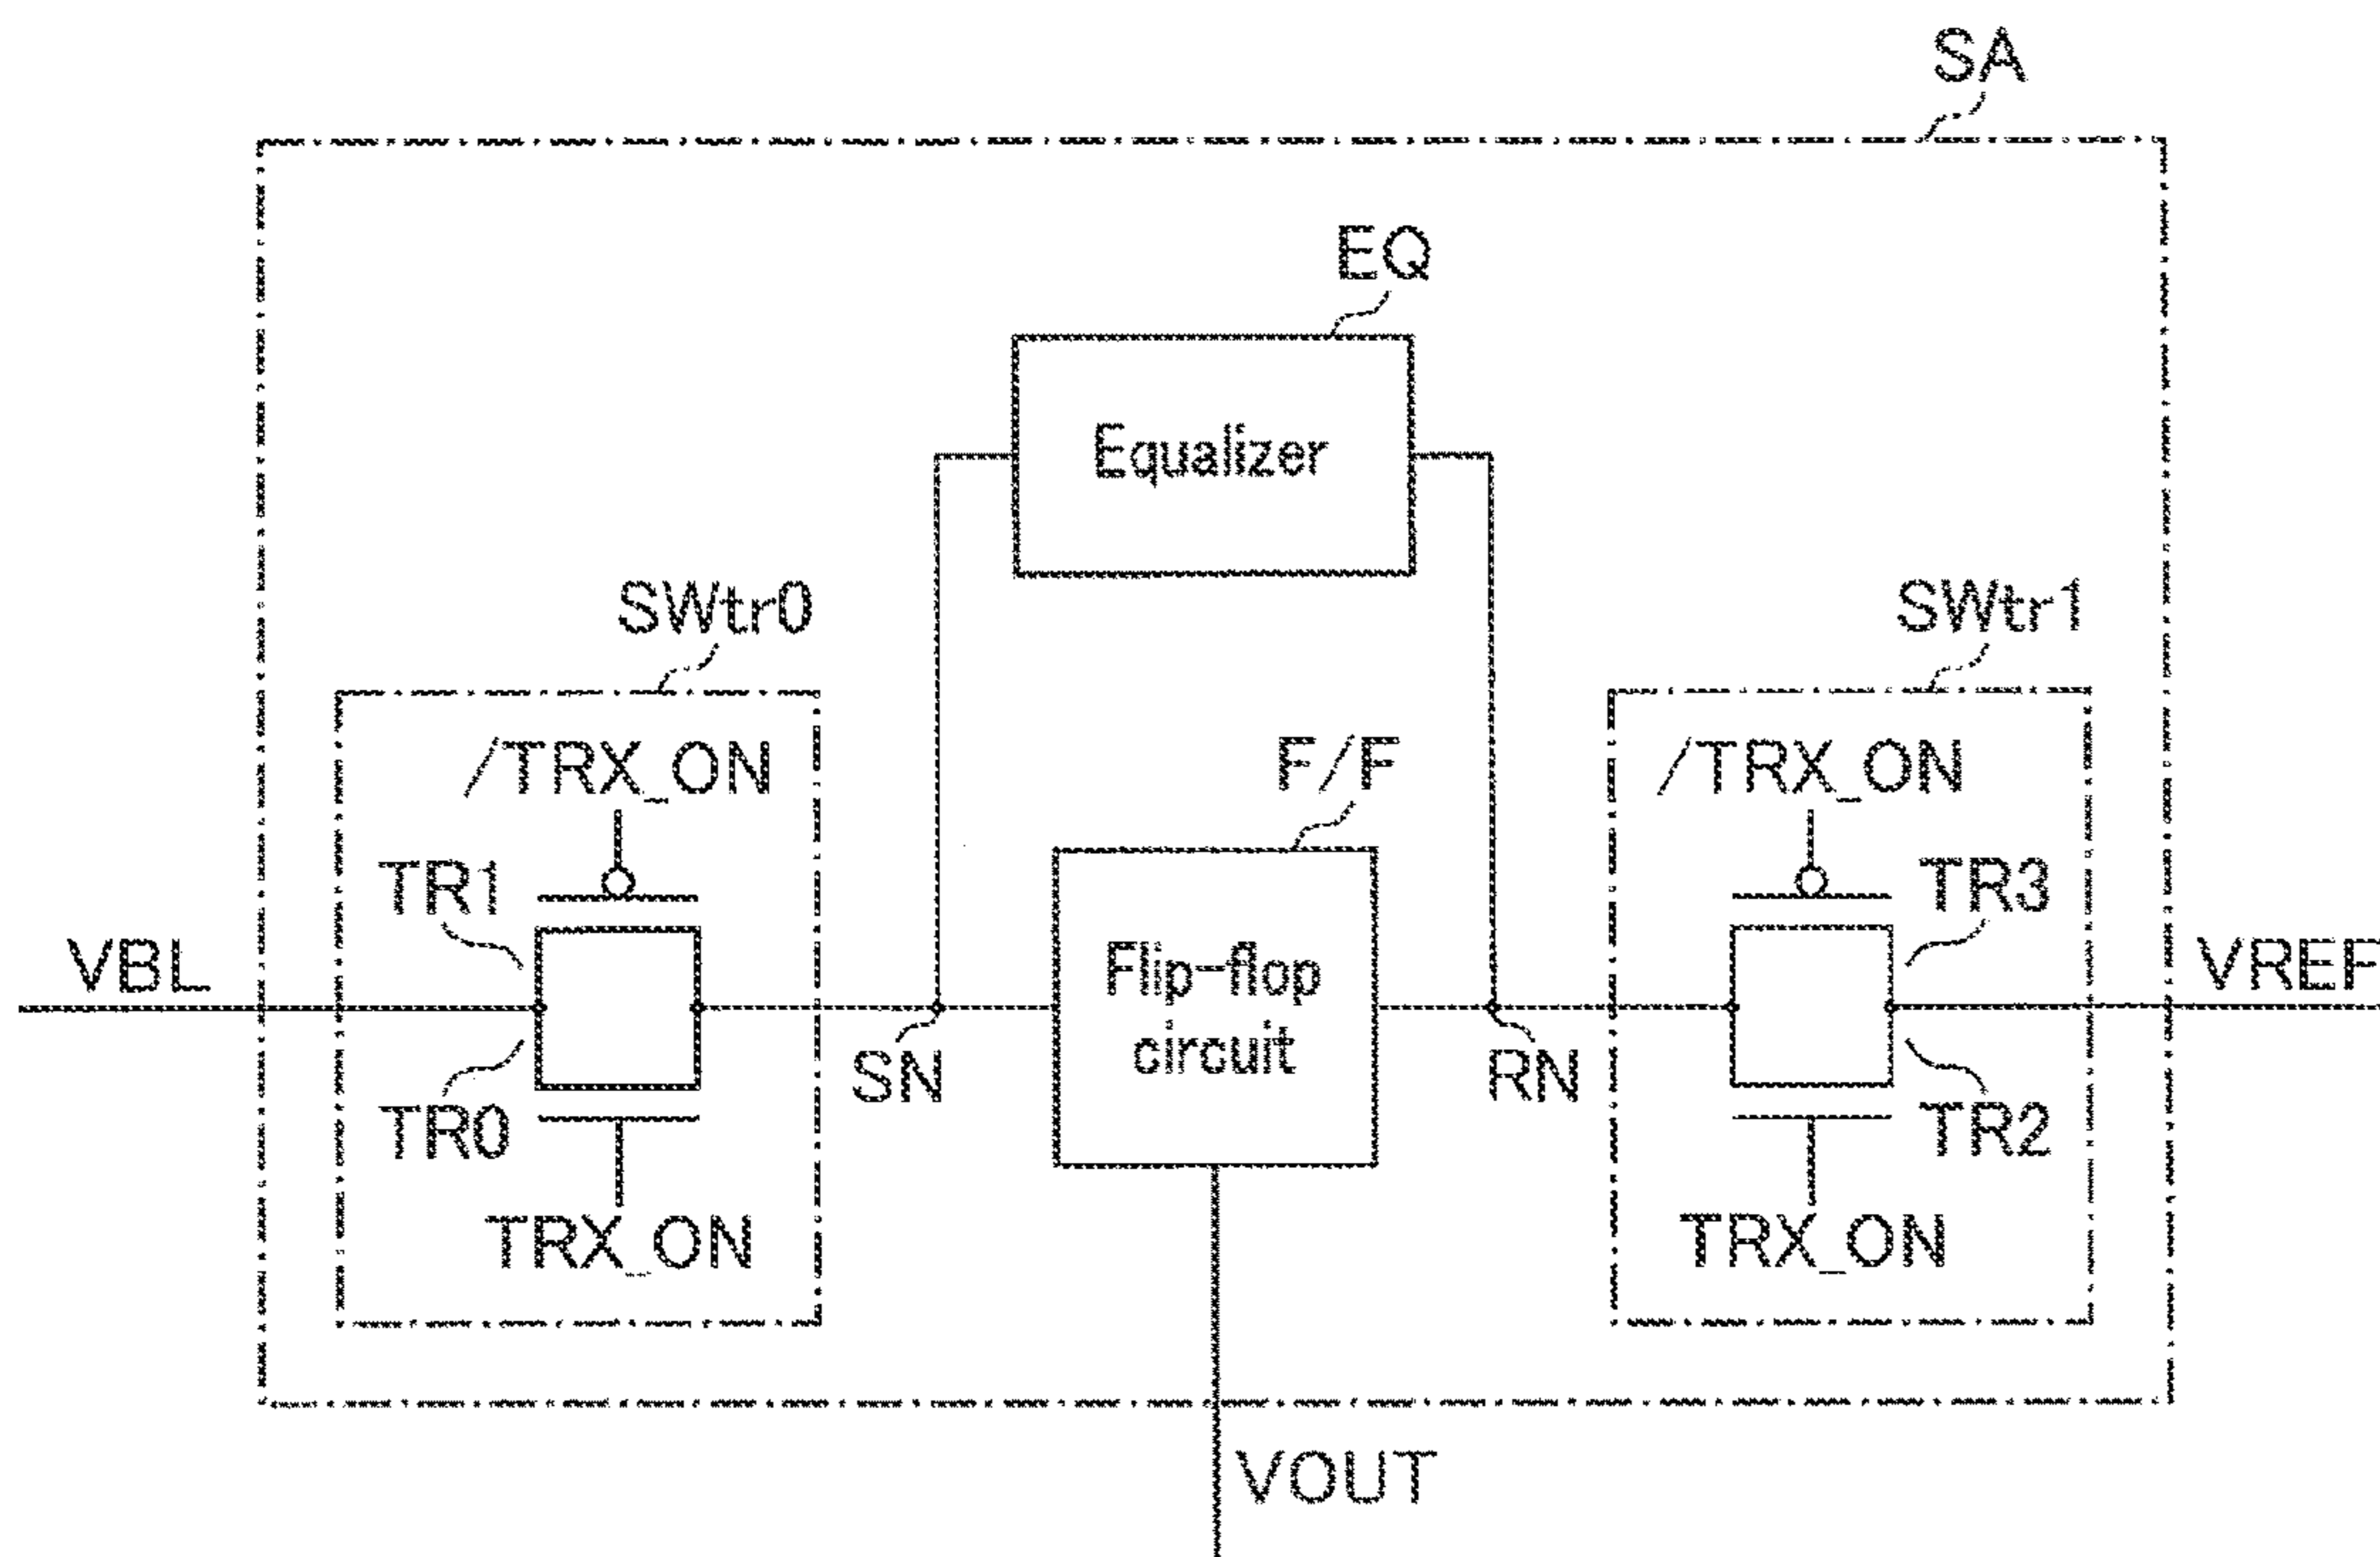 SA
EQ
Equalizer
SWtr0
SWtr1
/TRX_ON
F/F
/TRX_ON
TR1
TR3
VBL
Flip-flop
circuit
VREF
SN
RN
TR0
TR2
TRX_ON
TRX_ON
VOUT